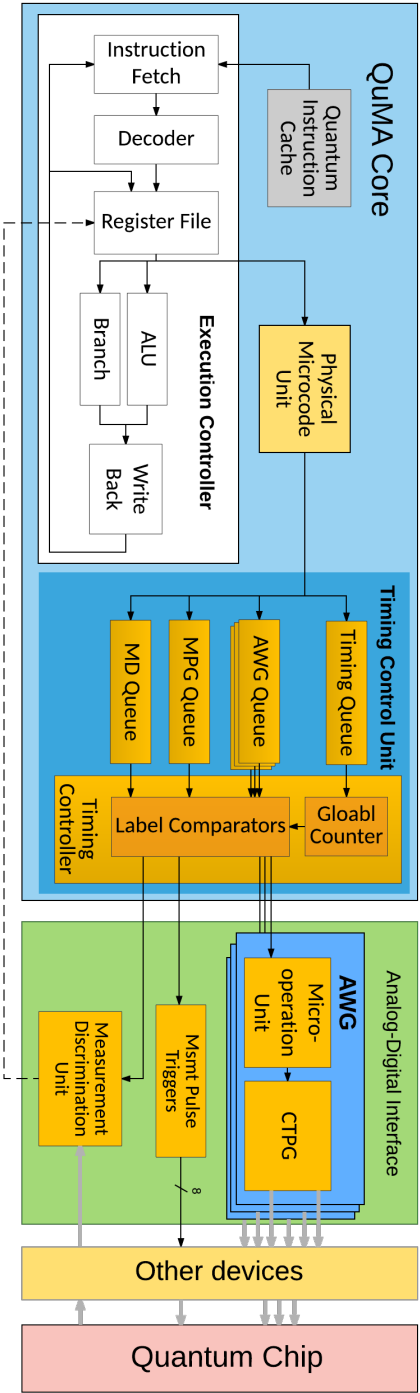 QuMA Core
Instruction
Fetch
Quantum
Instruction
Cache
Decoder
Register File
Execution Controller
Branch
ALU
Physical
Microcode
Unit
Write
Back
Timing Control Unit
MD Queue
MPG Queue
AWG Queue
Timing Queue
Timing
Controller
Label Comparators
Gloabl
Counter
Analog-Digital Interface
AWG
Micro-
operation
Unit
CTPG
Msmt Pulse
Triggers
8
Measurement
Discrimination
Unit
Other devices
Quantum Chip